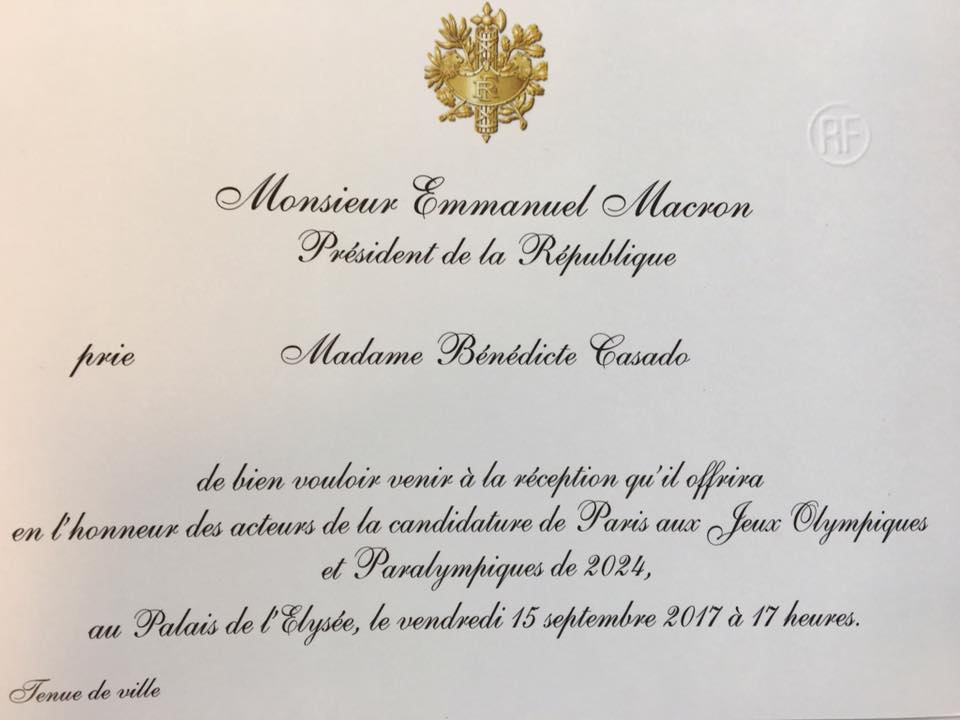 RF
RF
Monsieur Emmanuel Macron
Président de la République
prie Madame Bénédicte Casado
de bien vouloir venir à la réception qu'il offrira
en l'honneur des acteurs de la candidature de Paris aux Jeux Olympiques
et Paralympiques de 2024,
au Palais de l'Elysée, le vendredi 15 septembre 2017 à 17 heures.
Tenue de ville